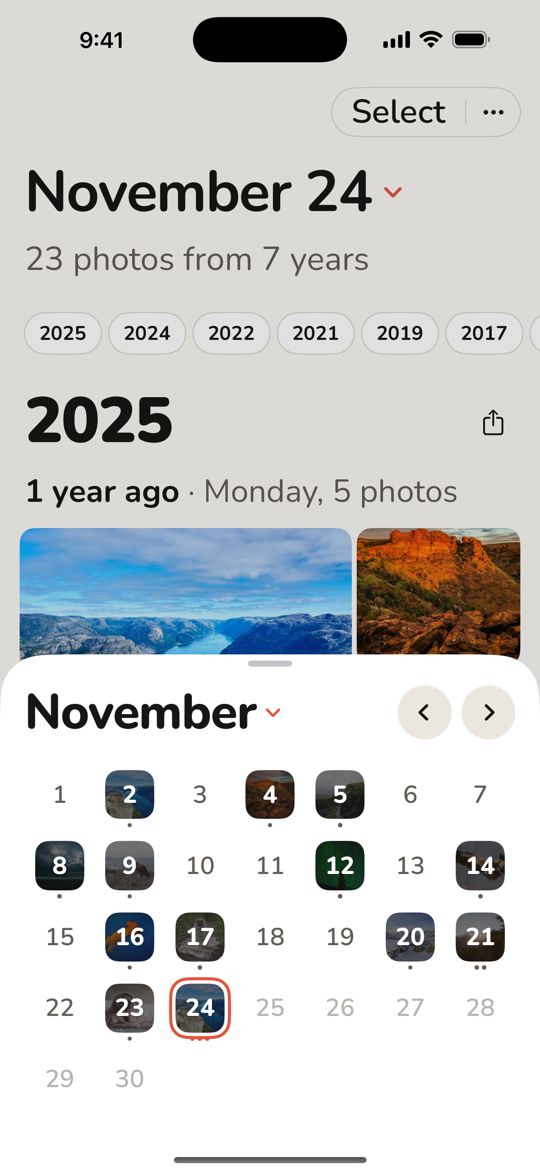 9:41
Select
November 24
23 photos from 7 years
2025 2024 2022 2021 2019 2017
2025
1 year ago · Monday, 5 photos
November
1 2 3 4 5 6 7
8 9 10 11 12 13 14
15 16 17 18 19 20 21
22 23 24 25 26 27 28
29 30